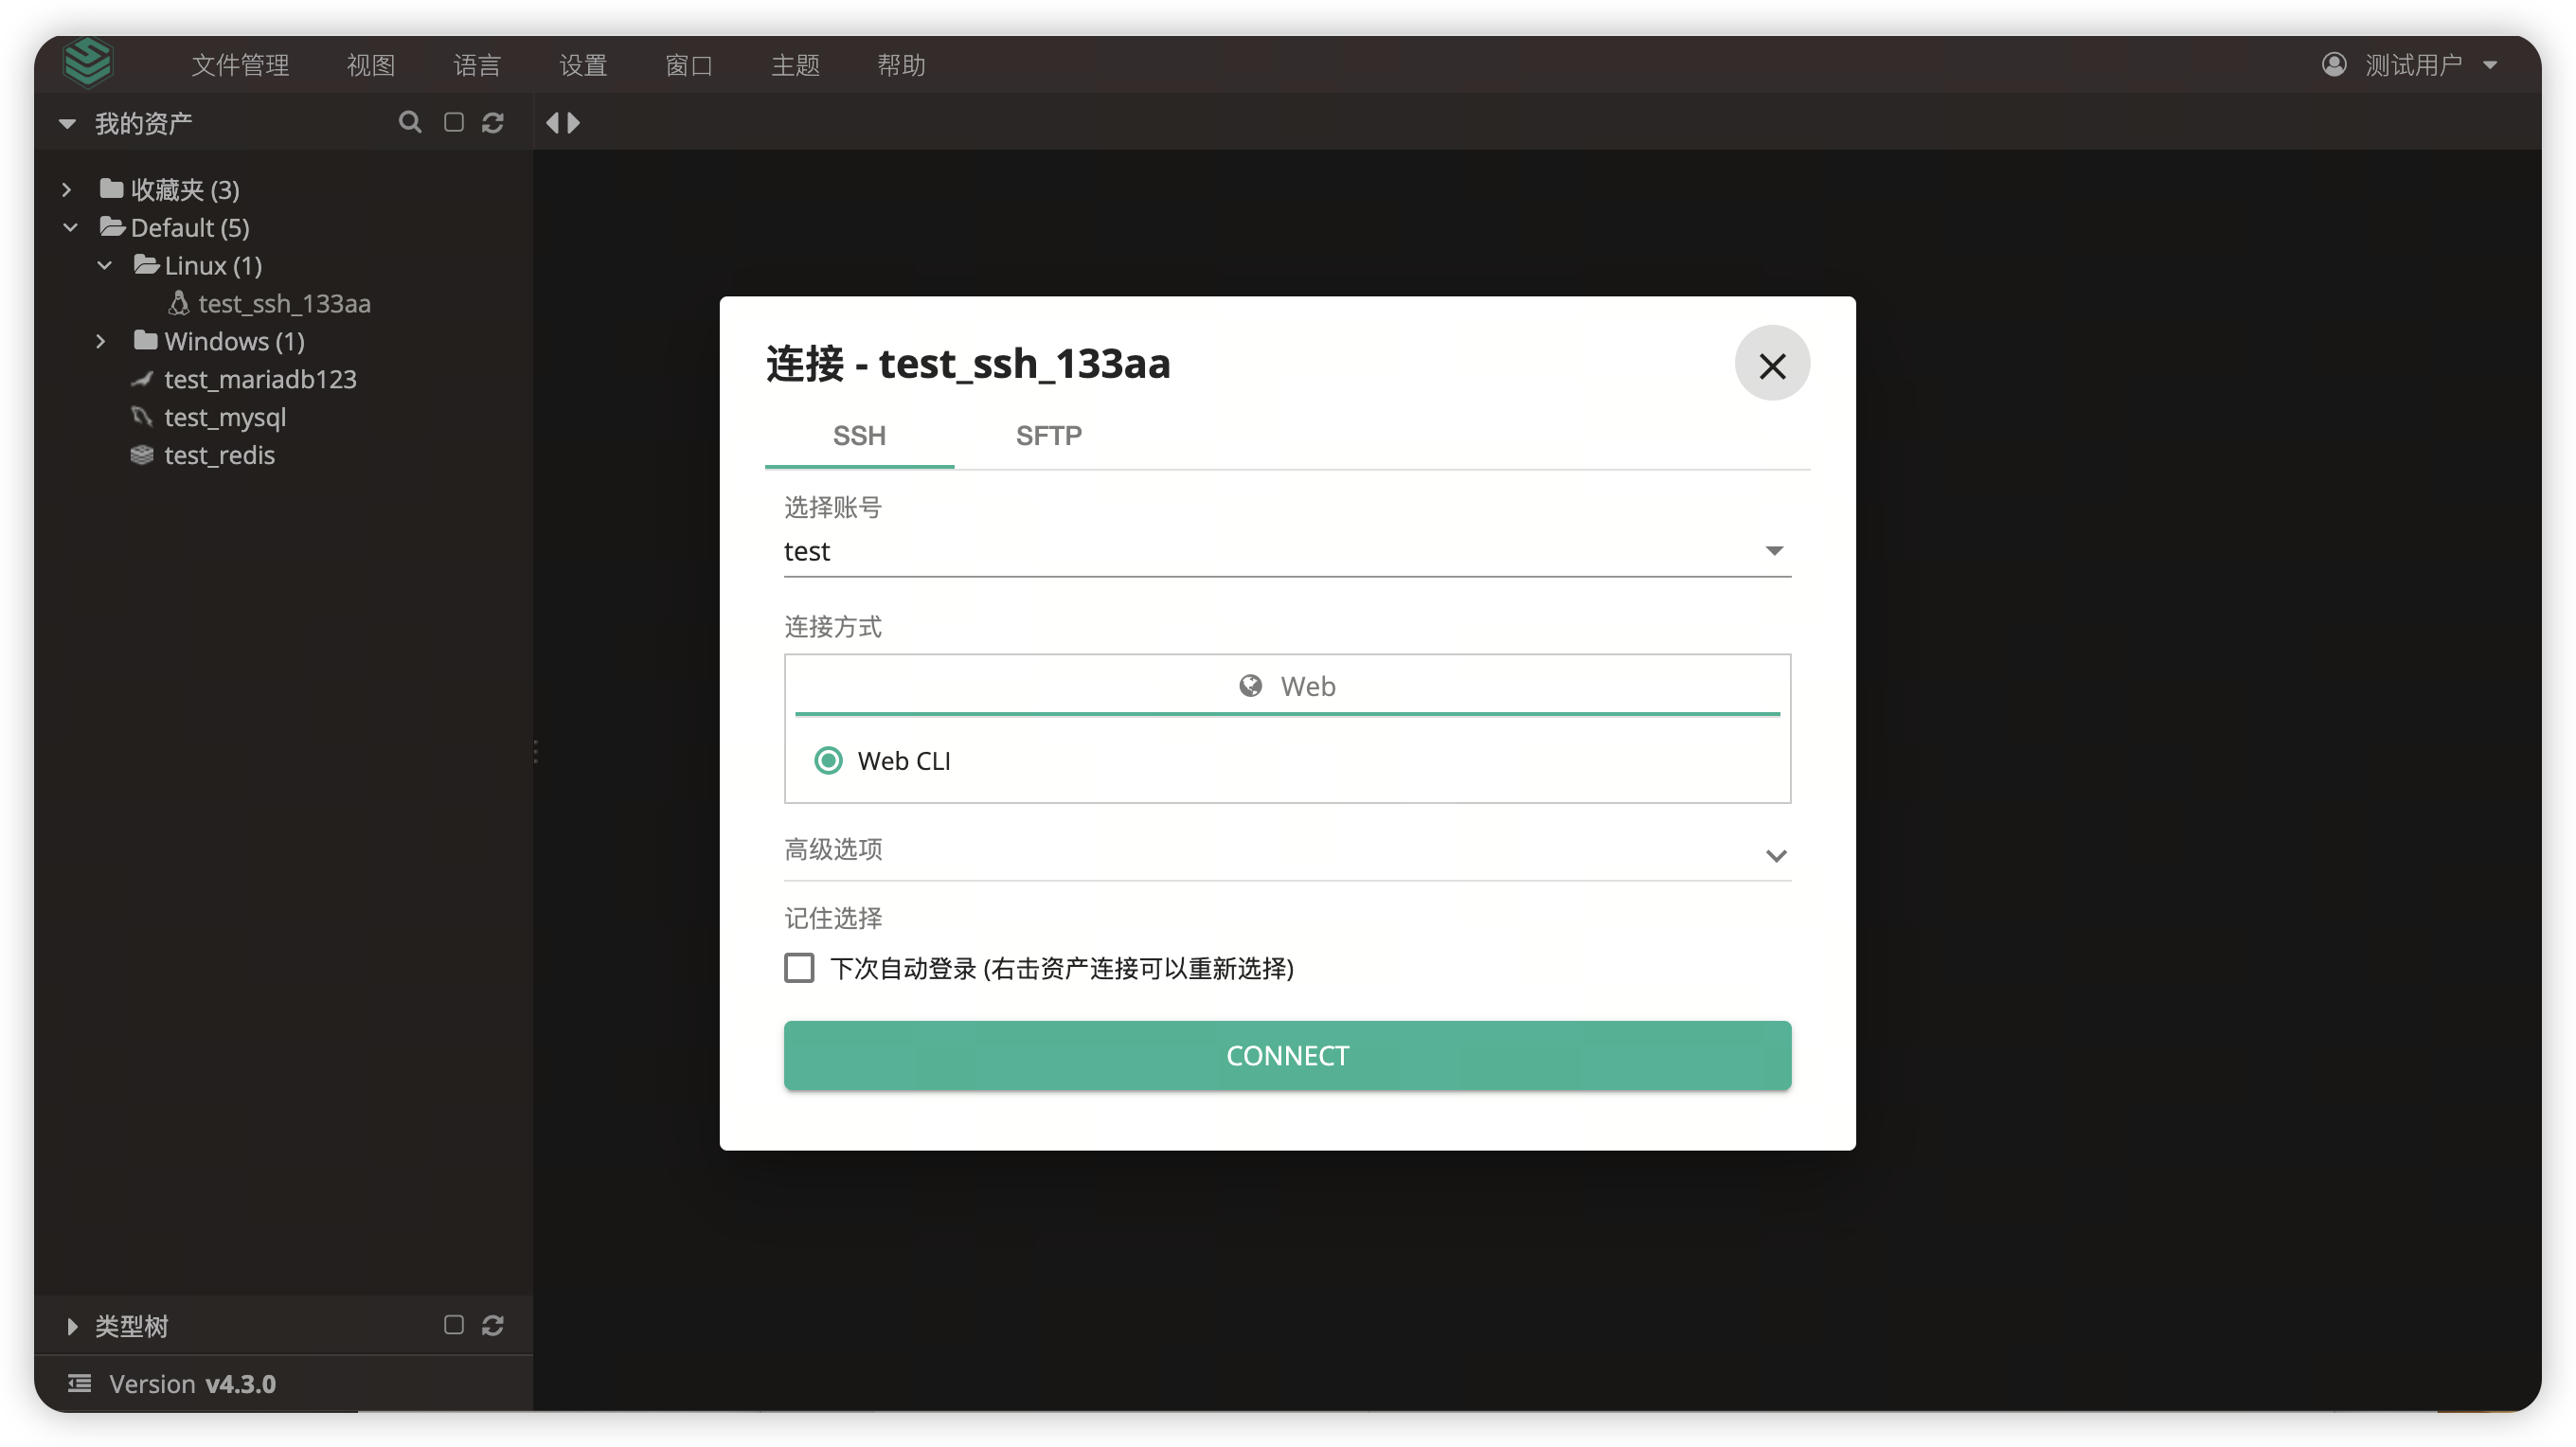 文件管理 视图 语言 设置 窗口 主题 帮助 测试用户
我的资产
收藏夹 (3)
Default (5)
Linux (1)
test_ssh_133aa
Windows (1)
test_mariadb123
test_mysql
test_redis
连接 - test_ssh_133aa
SSH SFTP
选择账号
test
连接方式
Web
Web CLI
高级选项
记住选择
下次自动登录 (右击资产连接可以重新选择)
CONNECT
类型树
Version v4.3.0